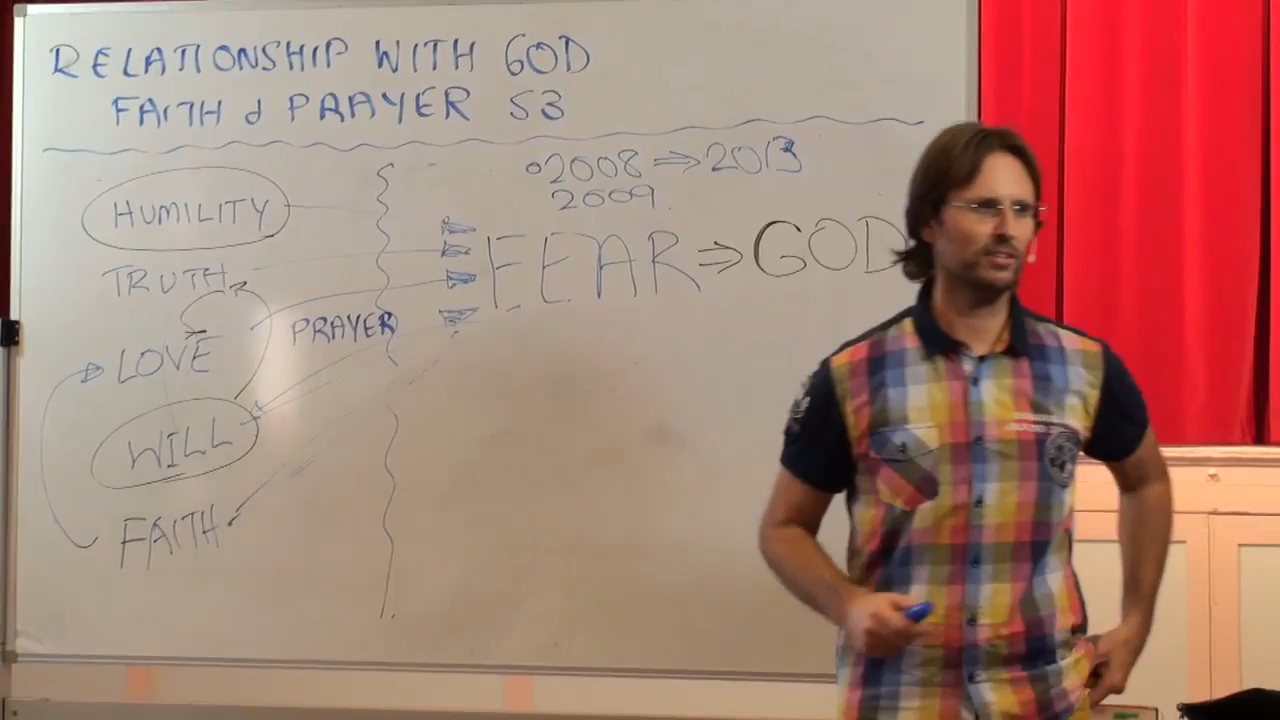 RELATIONSHIP WITH GOD
FAITH & PRAYER S3
2008 ⇒ 2013
2009.
HUMILITY
TRUTH
FEAR ⇒ GOD
PRAYER
LOVE
WILL
FAITH